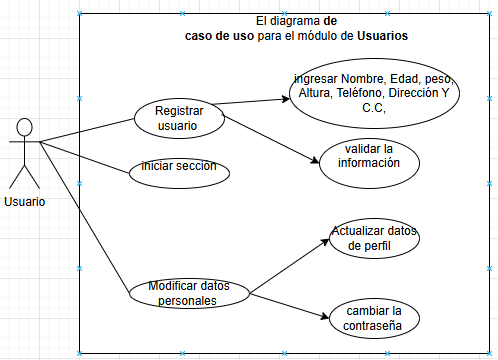 El diagrama de
caso de uso para el módulo de Usuarios
ingresar Nombre, Edad, peso,
Altura, Teléfono, Dirección Y
C.C,
Registrar
usuario
validar la
información
iniciar sección
Usuario
Actualizar datos
de perfil
Modificar datos
personales
cambiar la
contraseña